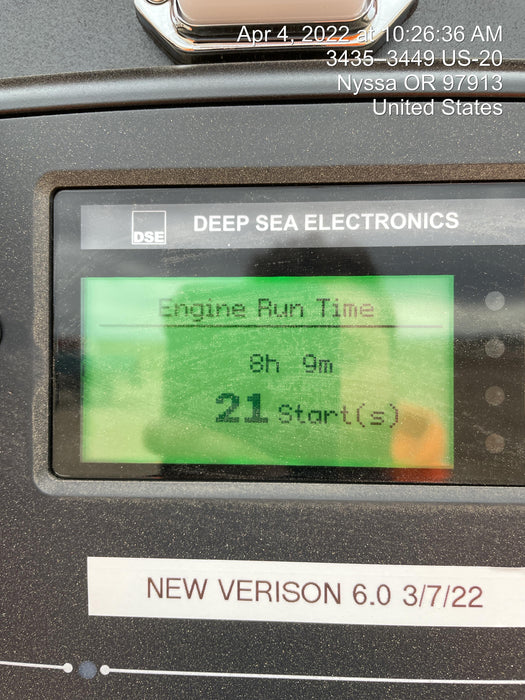 Apr 4, 2022 at 10:26:36 AM
3435–3449 US-20
Nyssa OR 97913
United States
DSE DEEP SEA ELECTRONICS
Engine Run Time
8h 9m
21 Start(s)
NEW VERISON 6.0 3/7/22